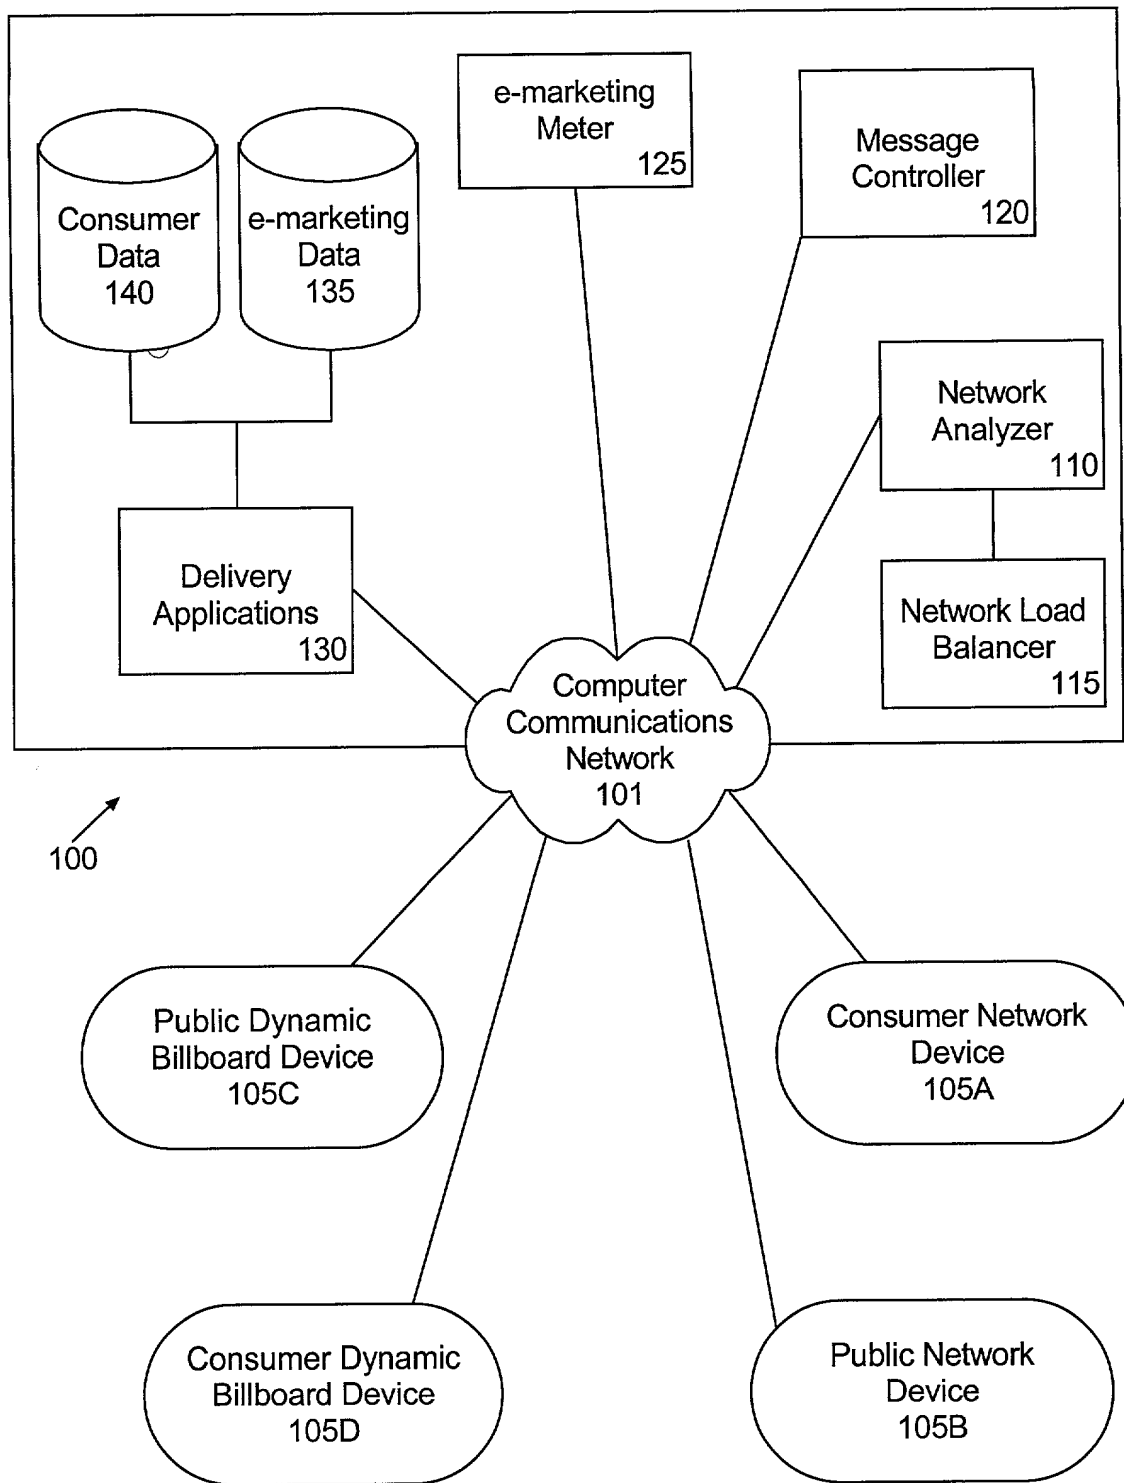 e-marketing
Meter
125
Message
Controller
120
Consumer
Data
140
e-marketing
Data
135
Network
Analyzer
110
Delivery
Applications
130
Network Load
Balancer
115
Computer
Communications
Network
101
100
Public Dynamic
Billboard Device
105C
Consumer Network
Device
105A
Consumer Dynamic
Billboard Device
105D
Public Network
Device
105B